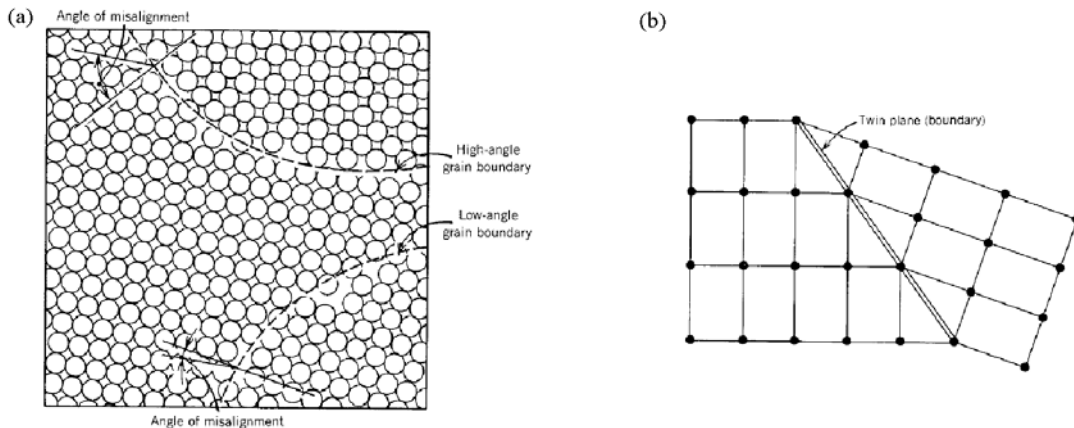 (a)
Angle of misalignment
High-angle
grain boundary
Low-angle
grain boundary
Angle of misalignment
(b)
Twin plane (boundary)